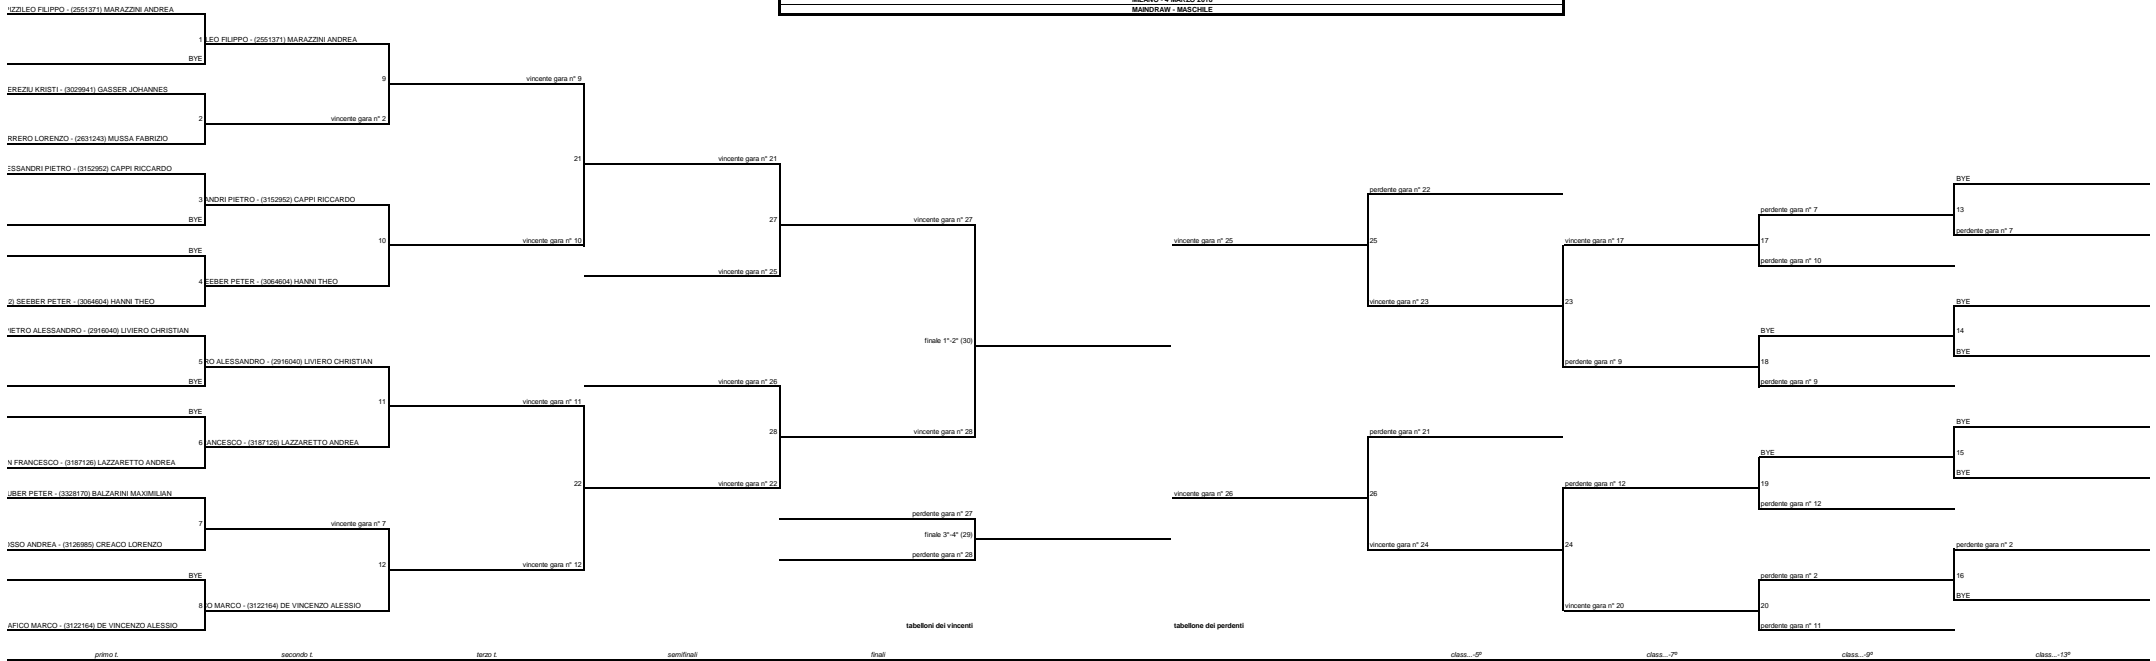 MILANO - 4 MARZO 2018
MAINDRAW - MASCHILE
FILIPPO - (2551371) MARAZZINI ANDREA
1 LEO FILIPPO - (2551371) MARAZZINI ANDREA
BYE
9
vincente gara n° 9
EREZIU KRISTI - (3029941) GASSER JOHANNES
2
vincente gara n° 2
RRERO LORENZO - (2631243) MUSSA FABRIZIO
21
vincente gara n° 21
ESSANDRI PIETRO - (3152952) CAPPI RICCARDO
3 ANDRI PIETRO - (3152952) CAPPI RICCARDO
BYE
10
vincente gara n° 10
BYE
4 EEBER PETER - (3064604) HANNI THEO
2) SEEBER PETER - (3064604) HANNI THEO
27
vincente gara n° 27
vincente gara n° 25
IETRO ALESSANDRO - (2916040) LIVIERO CHRISTIAN
5 RO ALESSANDRO - (2916040) LIVIERO CHRISTIAN
BYE
11
vincente gara n° 11
BYE
6 ANCESCO - (3187126) LAZZARETTO ANDREA
N FRANCESCO - (3187126) LAZZARETTO ANDREA
finale 1°-2° (30)
vincente gara n° 26
28
vincente gara n° 28
22
vincente gara n° 22
UBER PETER - (3328170) BALZARINI MAXIMILIAN
7
vincente gara n° 7
OSSO ANDREA - (3126985) CREACO LORENZO
12
vincente gara n° 12
BYE
8 O MARCO - (3122164) DE VINCENZO ALESSIO
AFICO MARCO - (3122164) DE VINCENZO ALESSIO
perdente gara n° 27
finale 3°-4° (29)
perdente gara n° 28
vincente gara n° 25
perdente gara n° 22
25
vincente gara n° 23
vincente gara n° 17
23
perdente gara n° 9
perdente gara n° 7
17
perdente gara n° 10
BYE
13
perdente gara n° 7
BYE
18
perdente gara n° 9
BYE
14
BYE
vincente gara n° 26
perdente gara n° 21
26
vincente gara n° 24
perdente gara n° 12
24
vincente gara n° 20
BYE
19
perdente gara n° 12
BYE
15
BYE
perdente gara n° 2
20
perdente gara n° 11
perdente gara n° 2
16
BYE
tabelloni dei vincenti
tabellone dei perdenti
primo t.
secondo t.
terzo t.
semifinali
finali
class...-5º
class...-7º
class...-9º
class...-13º